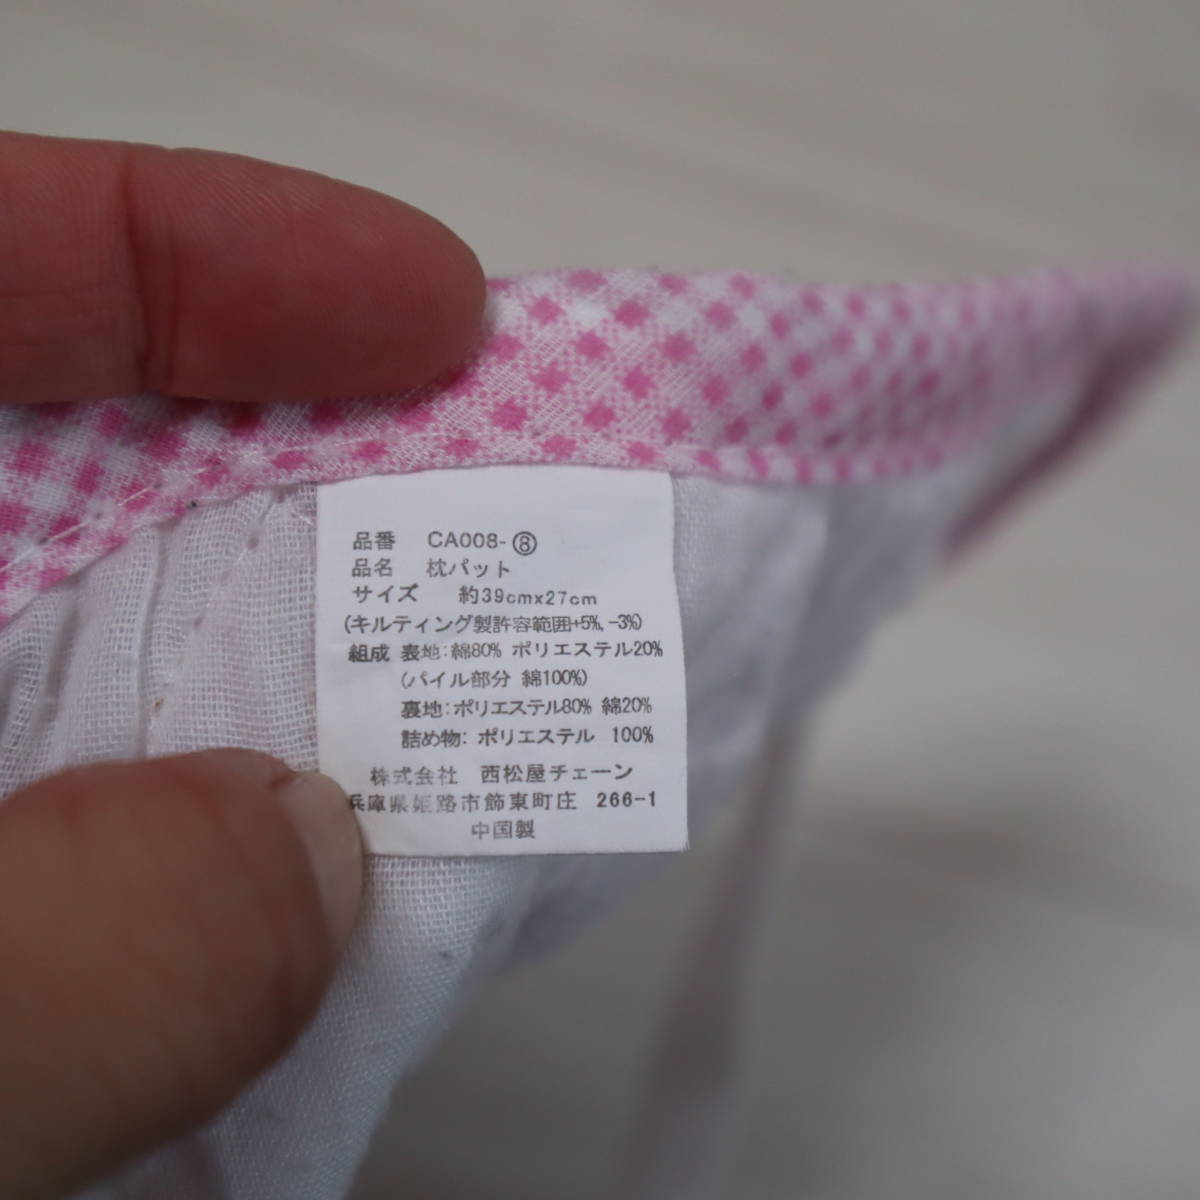 品番 CA008-⑧
品名 枕パット
サイズ 約39cmx27cm
(キルティング製許容範囲+5%,-3%)
組成 表地:綿80% ポリエステル20%
(パイル部分 綿100%)
裏地:ポリエステル80% 綿20%
詰め物: ポリエステル 100%
株式会社 西松屋チェーン
兵庫県姫路市飾東町庄 266-1
中国製